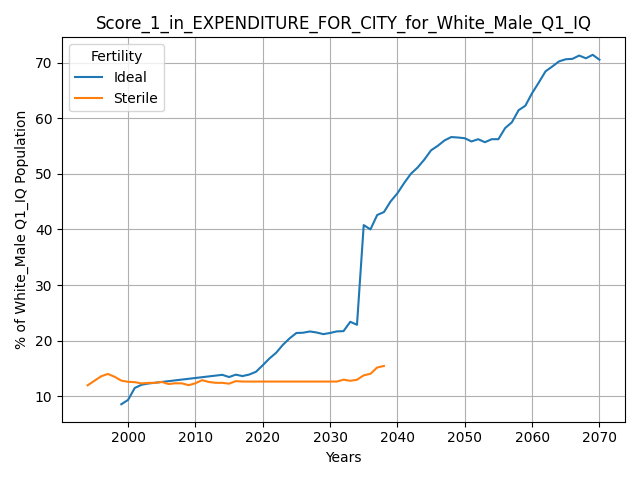 Score_1_in_EXPENDITURE_FOR_CITY_for_White_Male_Q1_IQ
Fertility
Ideal
Sterile
% of White_Male Q1_IQ Population
70
60
50
40
30
20
10
2000 2010 2020 2030 2040 2050 2060 2070
Years